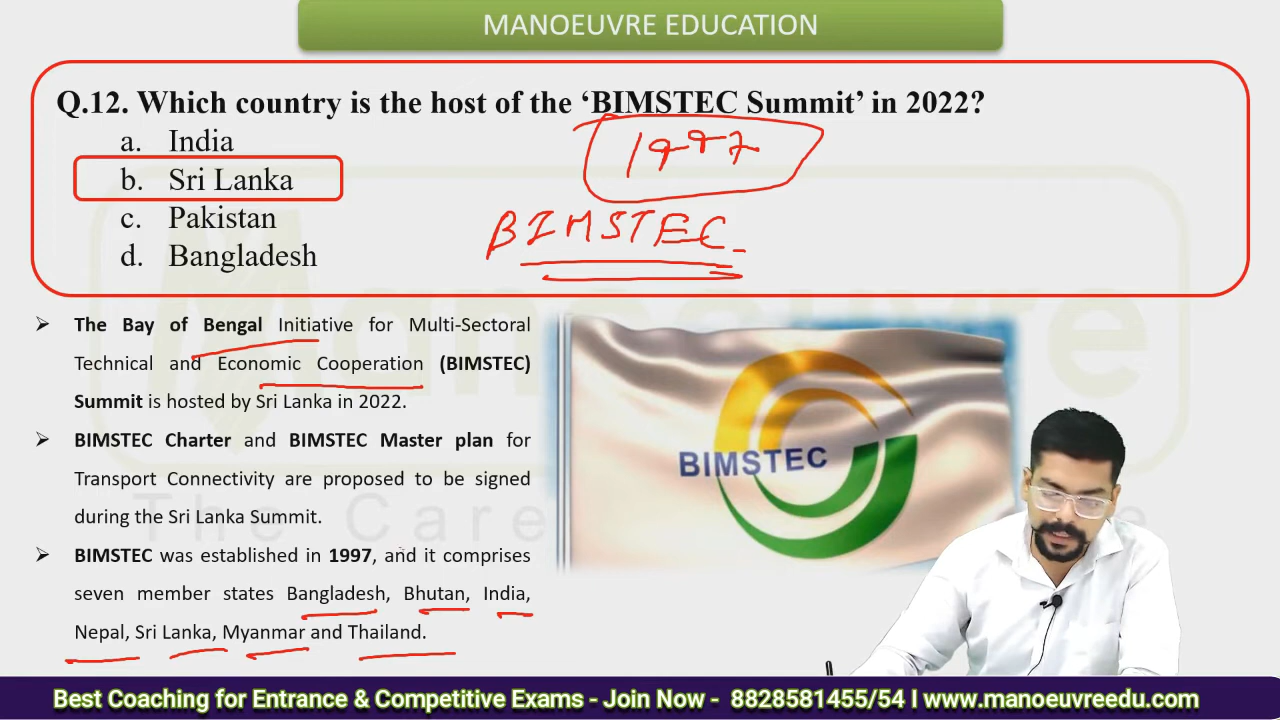 MANOEUVRE EDUCATION
Q.12. Which country is the host of the ‘BIMSTEC Summit’ in 2022?
a. India
b. Sri Lanka
c. Pakistan
d. Bangladesh
1997
BIMSTEC
The Bay of Bengal Initiative for Multi-Sectoral
Technical and Economic Cooperation (BIMSTEC)
Summit is hosted by Sri Lanka in 2022.
BIMSTEC Charter and BIMSTEC Master plan for
Transport Connectivity are proposed to be signed
during the Sri Lanka Summit.
BIMSTEC was established in 1997, and it comprises
seven member states Bangladesh, Bhutan, India,
Nepal, Sri Lanka, Myanmar and Thailand.
BIMSTEC
Best Coaching for Entrance & Competitive Exams - Join Now - 8828581455/54 I www.manoeuvreedu.com